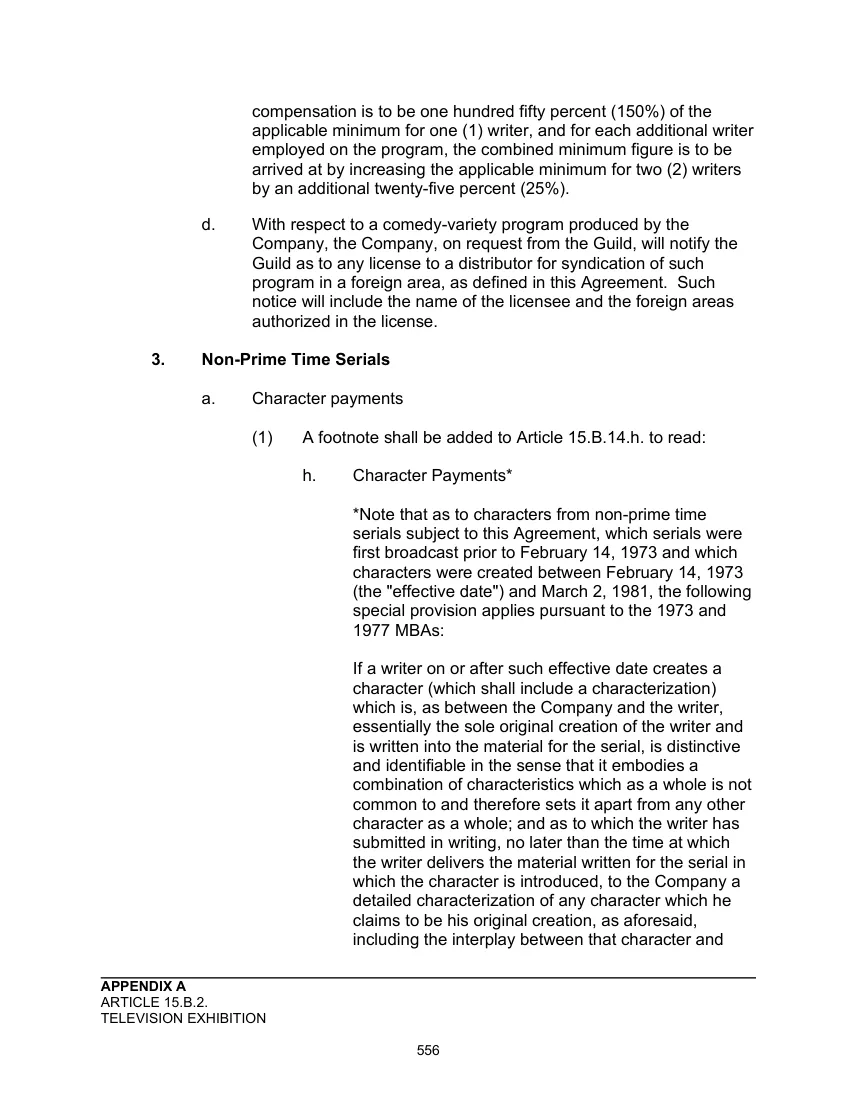 compensation is to be one hundred fifty percent (150%) of the
applicable minimum for one (1) writer, and for each additional writer
employed on the program, the combined minimum figure is to be
arrived at by increasing the applicable minimum for two (2) writers
by an additional twenty-five percent (25%).
d. With respect to a comedy-variety program produced by the
Company, the Company, on request from the Guild, will notify the
Guild as to any license to a distributor for syndication of such
program in a foreign area, as defined in this Agreement.  Such
notice will include the name of the licensee and the foreign areas
authorized in the license.
3. Non-Prime Time Serials
a. Character payments
(1) A footnote shall be added to Article 15.B.14.h. to read:
h. Character Payments*
*Note that as to characters from non-prime time
serials subject to this Agreement, which serials were
first broadcast prior to February 14, 1973 and which
characters were created between February 14, 1973
(the "effective date") and March 2, 1981, the following
special provision applies pursuant to the 1973 and
1977 MBAs:
If a writer on or after such effective date creates a
character (which shall include a characterization)
which is, as between the Company and the writer,
essentially the sole original creation of the writer and
is written into the material for the serial, is distinctive
and identifiable in the sense that it embodies a
combination of characteristics which as a whole is not
common to and therefore sets it apart from any other
character as a whole; and as to which the writer has
submitted in writing, no later than the time at which
the writer delivers the material written for the serial in
which the character is introduced, to the Company a
detailed characterization of any character which he
claims to be his original creation, as aforesaid,
including the interplay between that character and
APPENDIX A
ARTICLE 15.B.2.
TELEVISION EXHIBITION
556